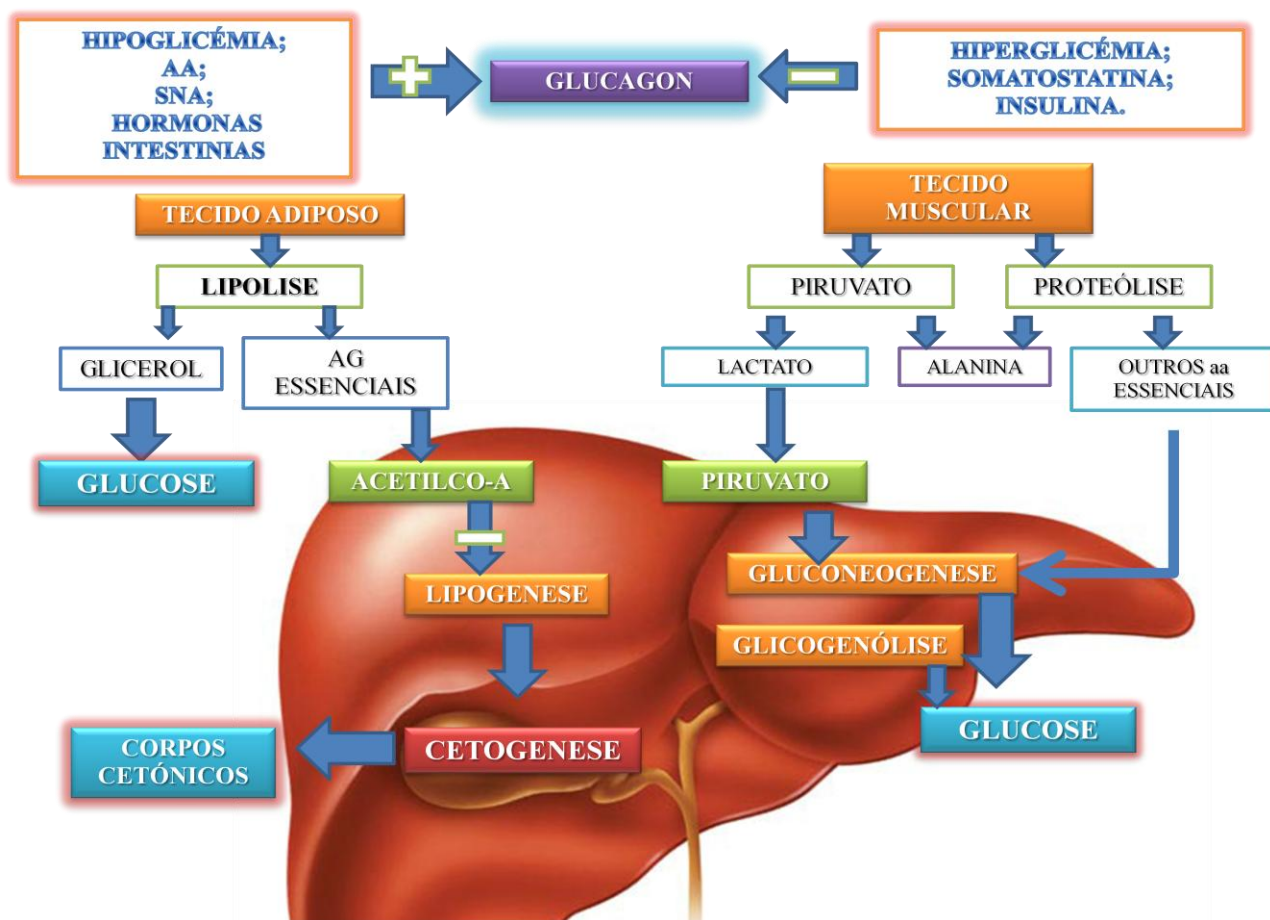 HIPOGLICÉMIA;
AA;
SNA;
HORMONAS
INTESTINIAS
GLUCAGON
HIPERGLICÉMIA;
SOMATOSTATINA;
INSULINA.
TECIDO ADIPOSO
LIPOLISE
GLICEROL
AG
ESSENCIAIS
GLUCOSE
TECIDO
MUSCULAR
PIRUVATO
PROTEÓLISE
LACTATO
ALANINA
OUTROS aa
ESSENCIAIS
ACETILCO-A
PIRUVATO
LIPOGENESE
GLUCONEOGENESE
GLICOGENÓLISE
GLUCOSE
CETOGENESE
CORPOS
CETÓNICOS